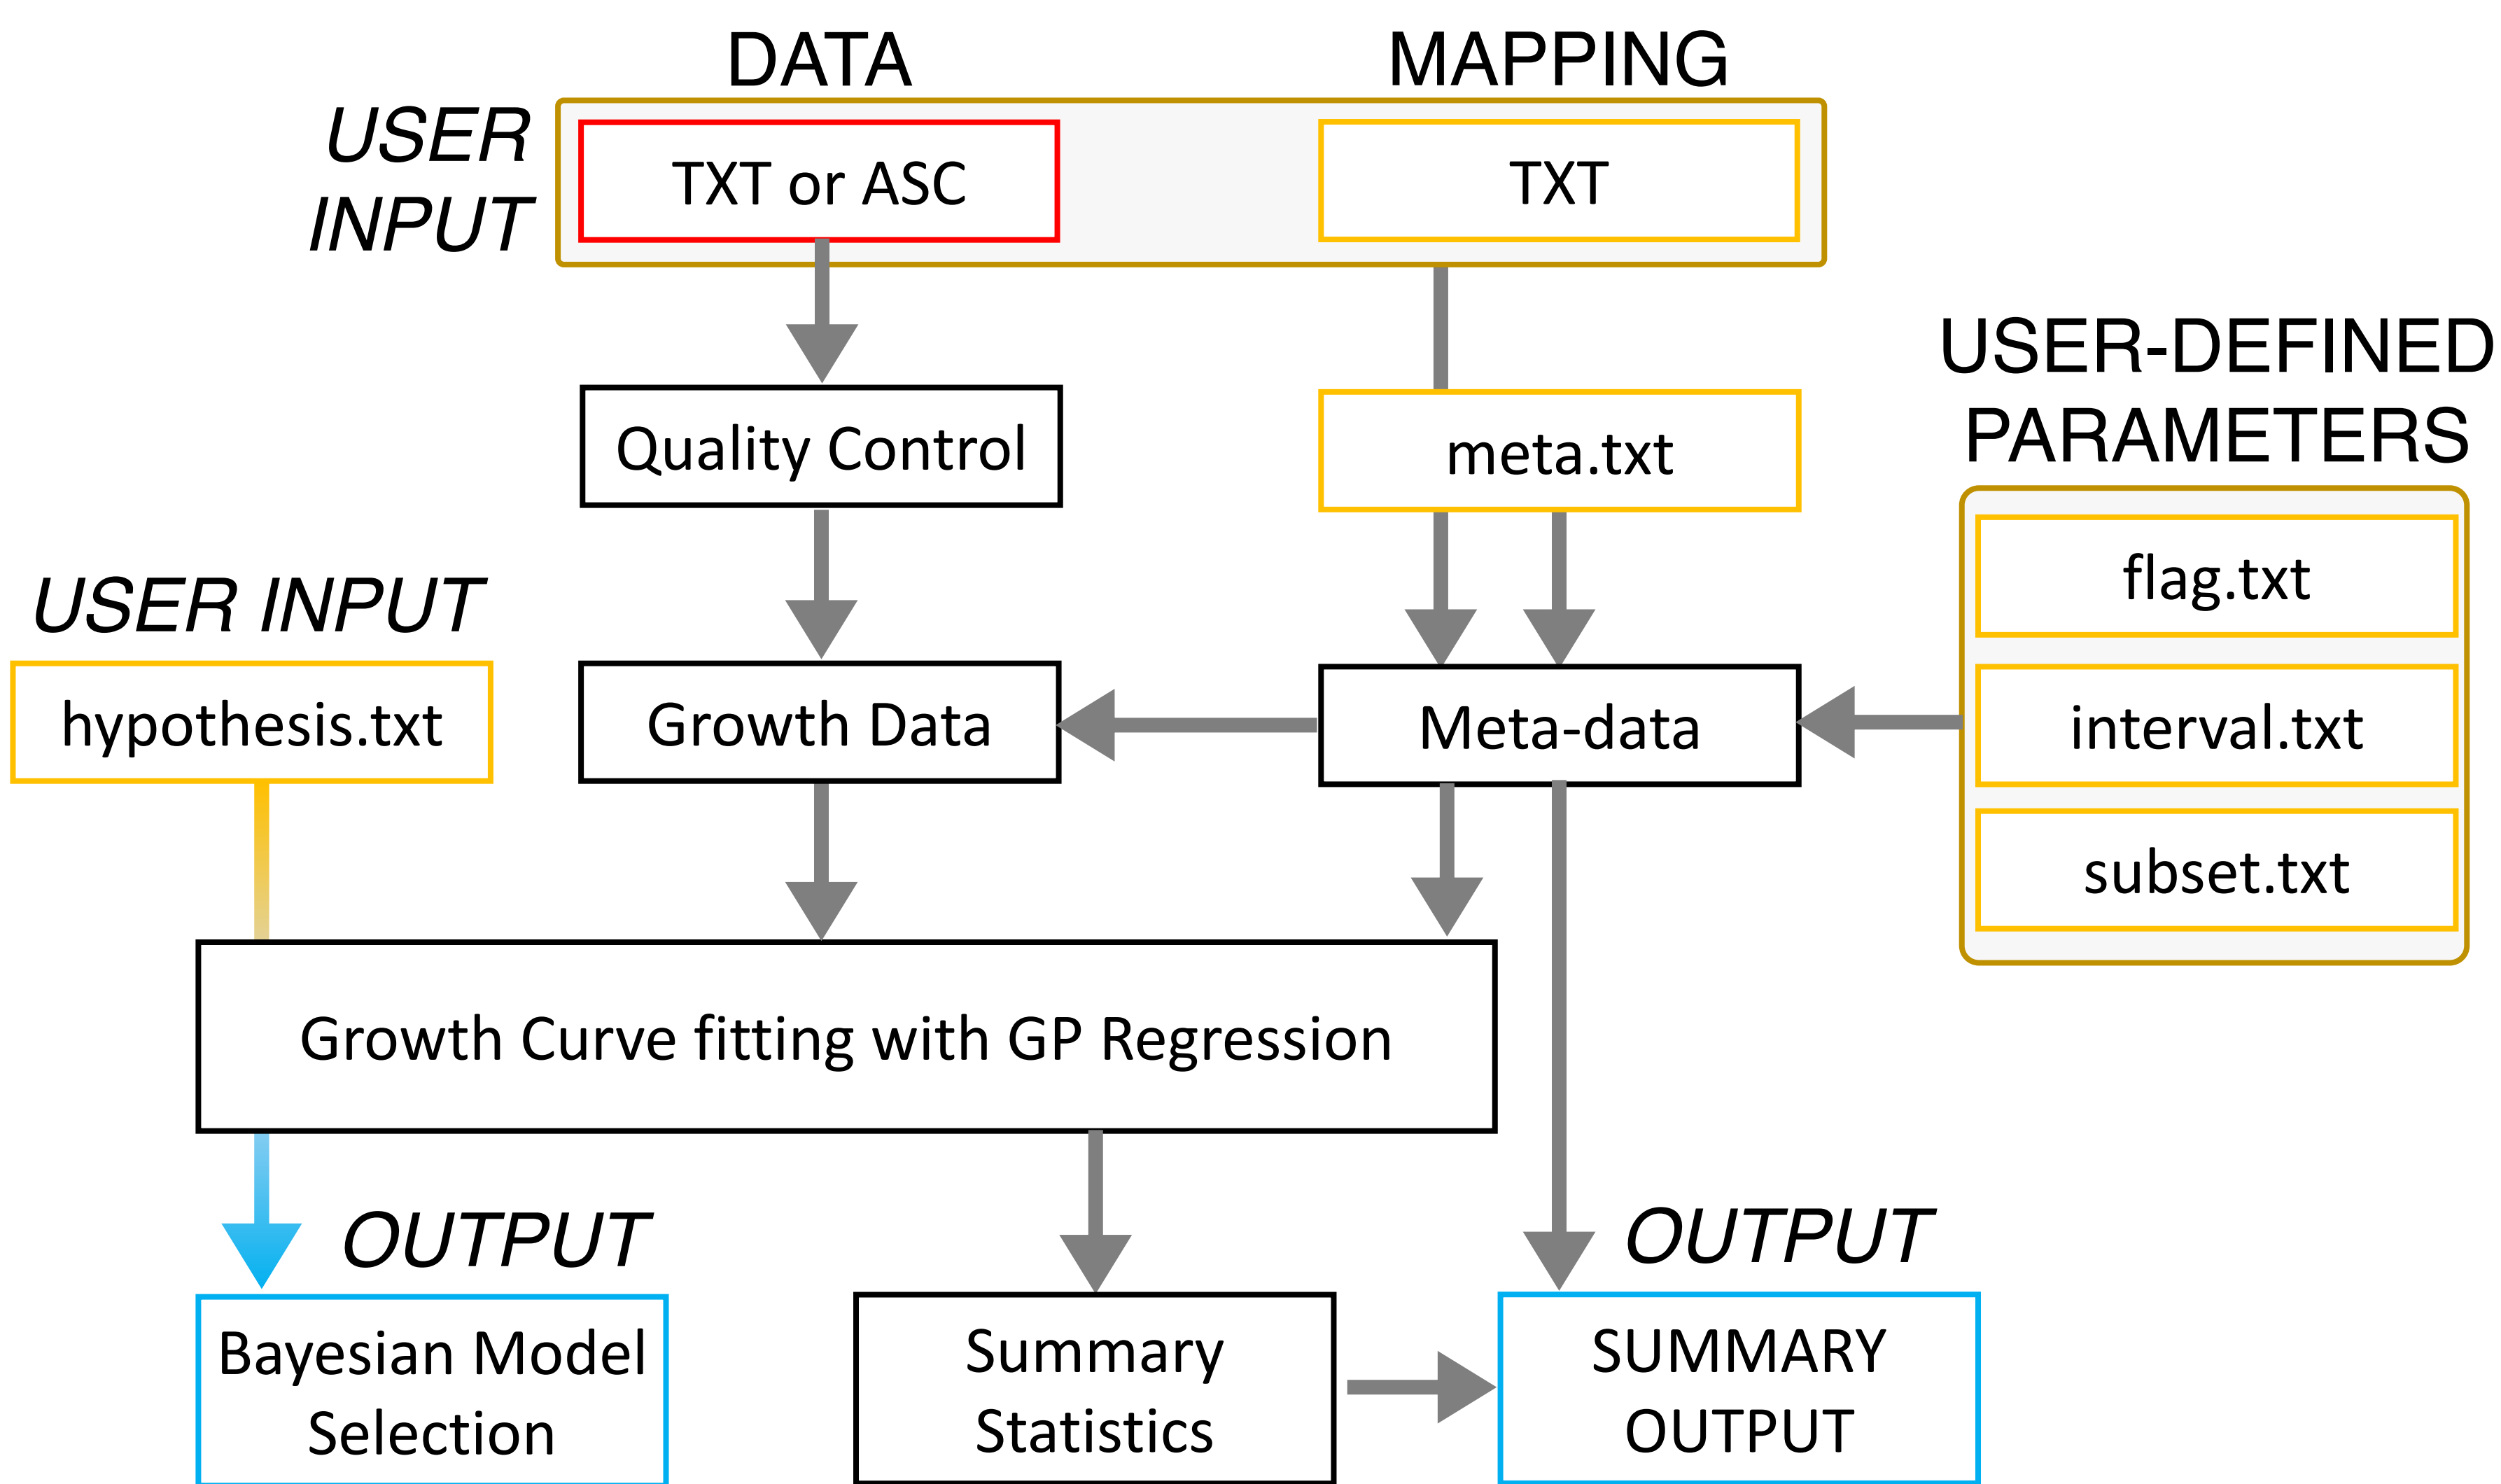 DATA
MAPPING
USER
INPUT
TXT or ASC
TXT
USER-DEFINED
PARAMETERS
Quality Control
meta.txt
flag.txt
USER INPUT
hypothesis.txt
Growth Data
Meta-data
interval.txt
subset.txt
Growth Curve fitting with GP Regression
OUTPUT
OUTPUT
Bayesian Model
Selection
Summary
Statistics
SUMMARY
OUTPUT